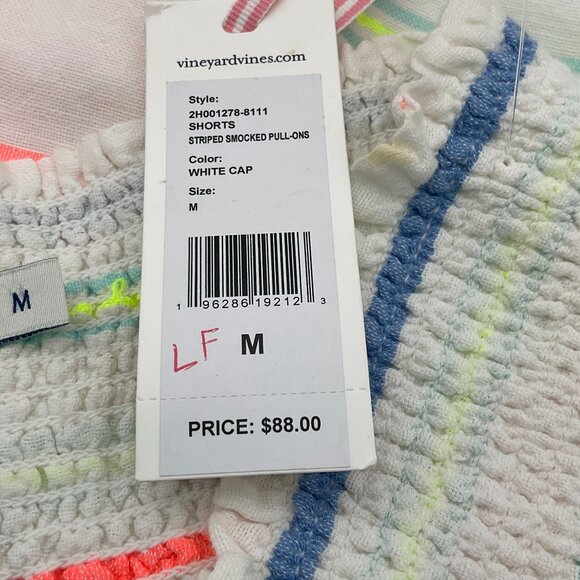 vineyardvines.com
Style:
2H001278-8111
SHORTS
STRIPED SMOCKED PULL-ONS
Color:
WHITE CAP
Size:
M
1 96286 19212 3
LF M
PRICE: $88.00
M